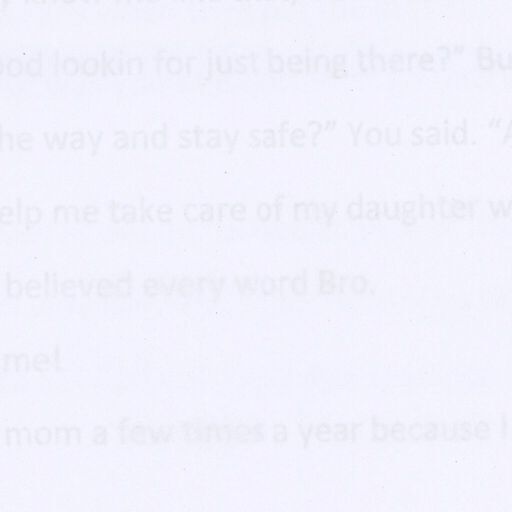 ood lookin for just being there?” Bu
he way and stay safe?” You said. “A
elp me take care of my daughter w
believed every word Bro.
me!
mom a few times a year because I